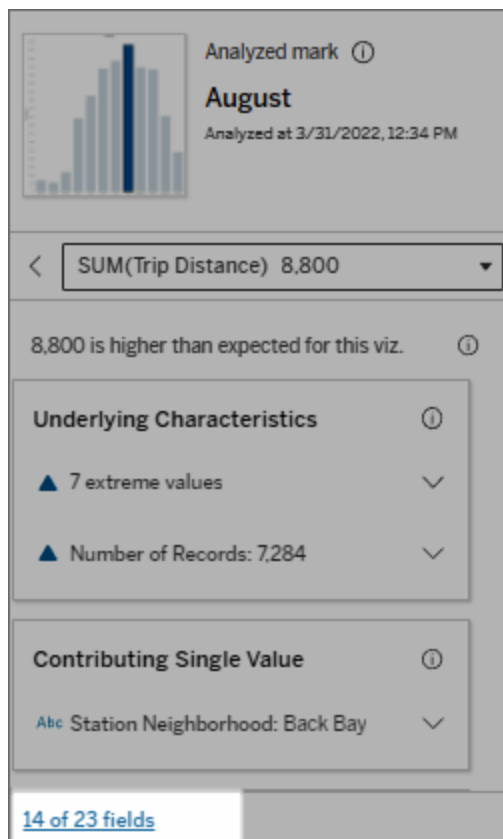 Analyzed mark
August
Analyzed at 3/31/2022, 12:34 PM
SUM(Trip Distance) 8,800
8,800 is higher than expected for this viz.
Underlying Characteristics
7 extreme values
Number of Records: 7,284
Contributing Single Value
Abc Station Neighborhood: Back Bay
14 of 23 fields